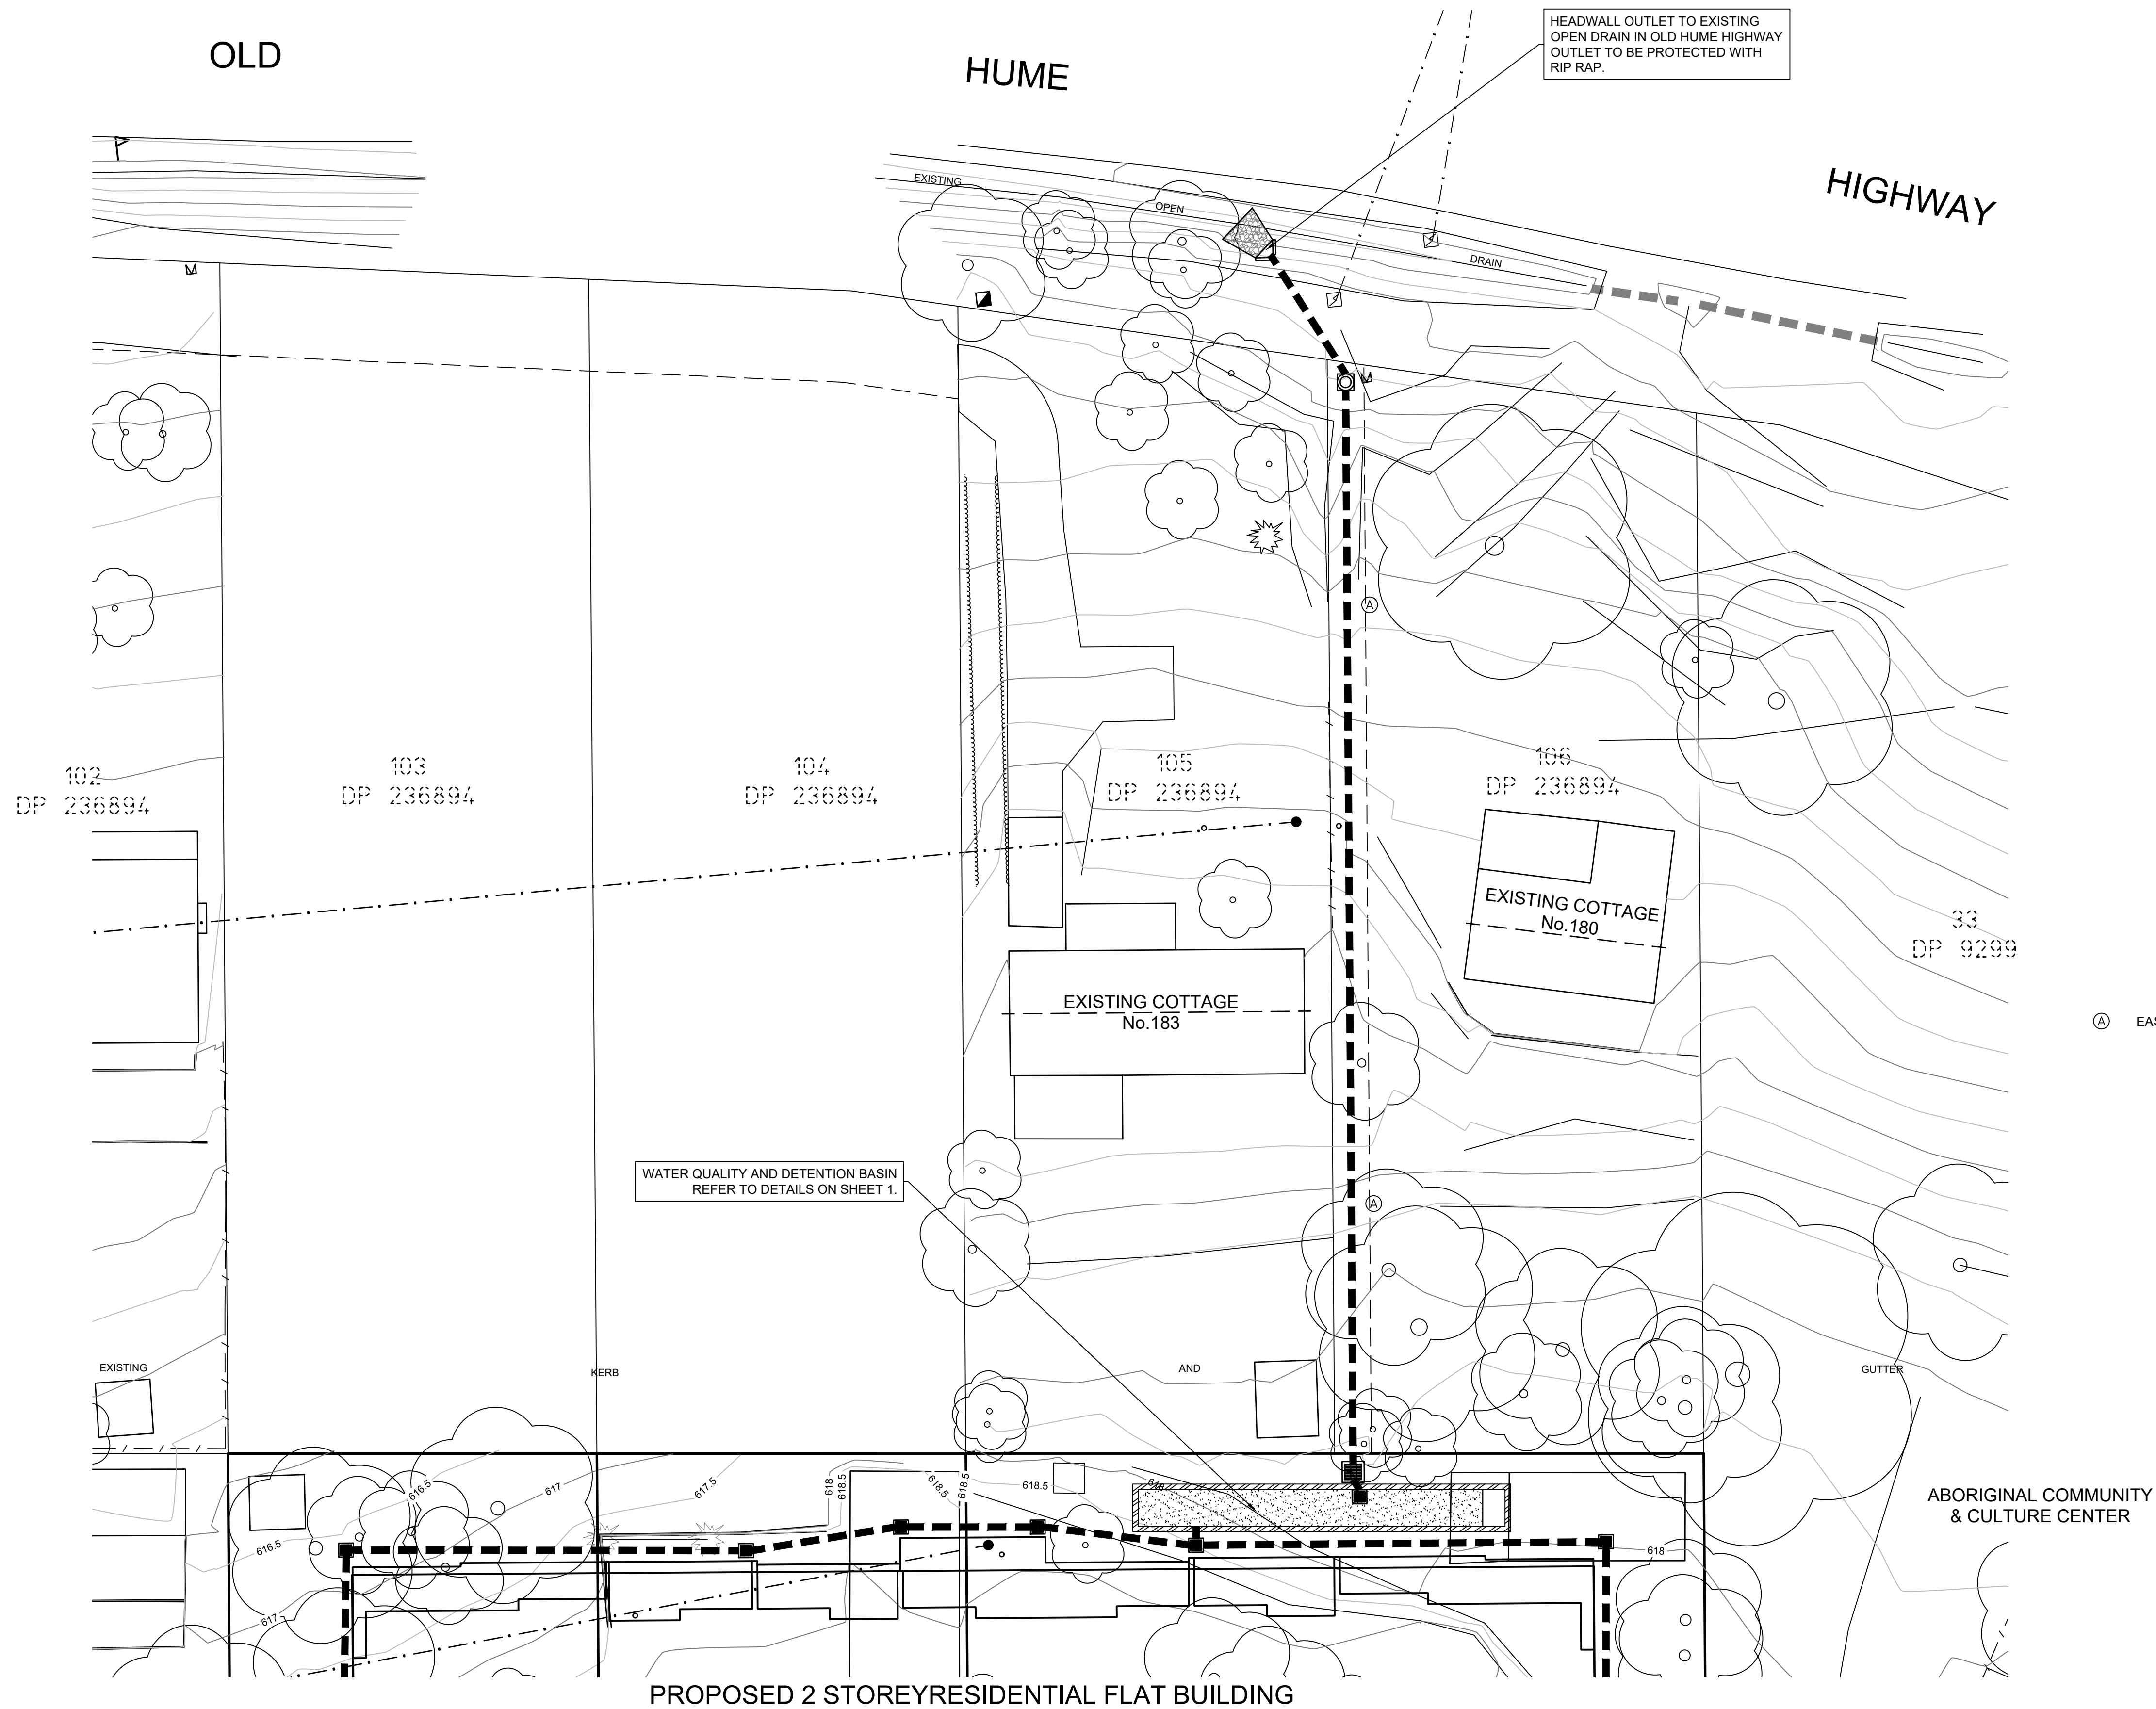 HEADWALL OUTLET TO EXISTING
OPEN DRAIN IN OLD HUME HIGHWAY
OUTLET TO BE PROTECTED WITH
RIP RAP.
OLD
HUME
HIGHWAY
EXISTING
OPEN
DRAIN
A
102
DP 236894
103
DP 236894
104
DP 236894
105
DP 236894
106
DP 236894
EXISTING COTTAGE
No.180
33
DP 9299
EXISTING COTTAGE
No.183
A
WATER QUALITY AND DETENTION BASIN
REFER TO DETAILS ON SHEET 1.
A
EXISTING
KERB
AND
GUTTER
616.5
617
617.5
618
618.5
618.5
618.5
618.5
616.5
618
617
ABORIGINAL COMMUNITY
& CULTURE CENTER
PROPOSED 2 STOREYRESIDENTIAL FLAT BUILDING